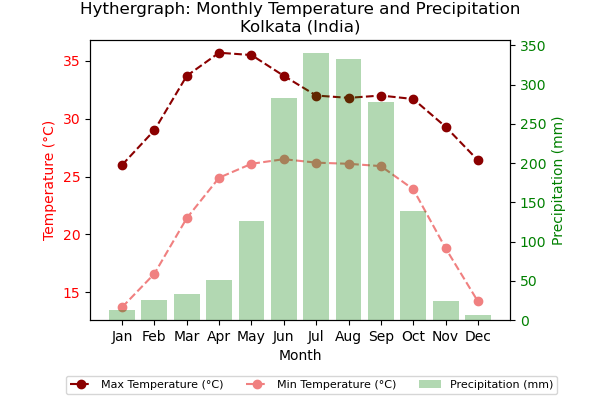 Hythergraph: Monthly Temperature and Precipitation
Kolkata (India)
Temperature (°C)
35
30
25
20
15
350
300
250
200
150
100
50
0
Precipitation (mm)
Jan Feb Mar Apr May Jun Jul Aug Sep Oct Nov Dec
Month
Max Temperature (°C) Min Temperature (°C) Precipitation (mm)